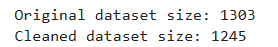 Original dataset size: 1303
Cleaned dataset size: 1245